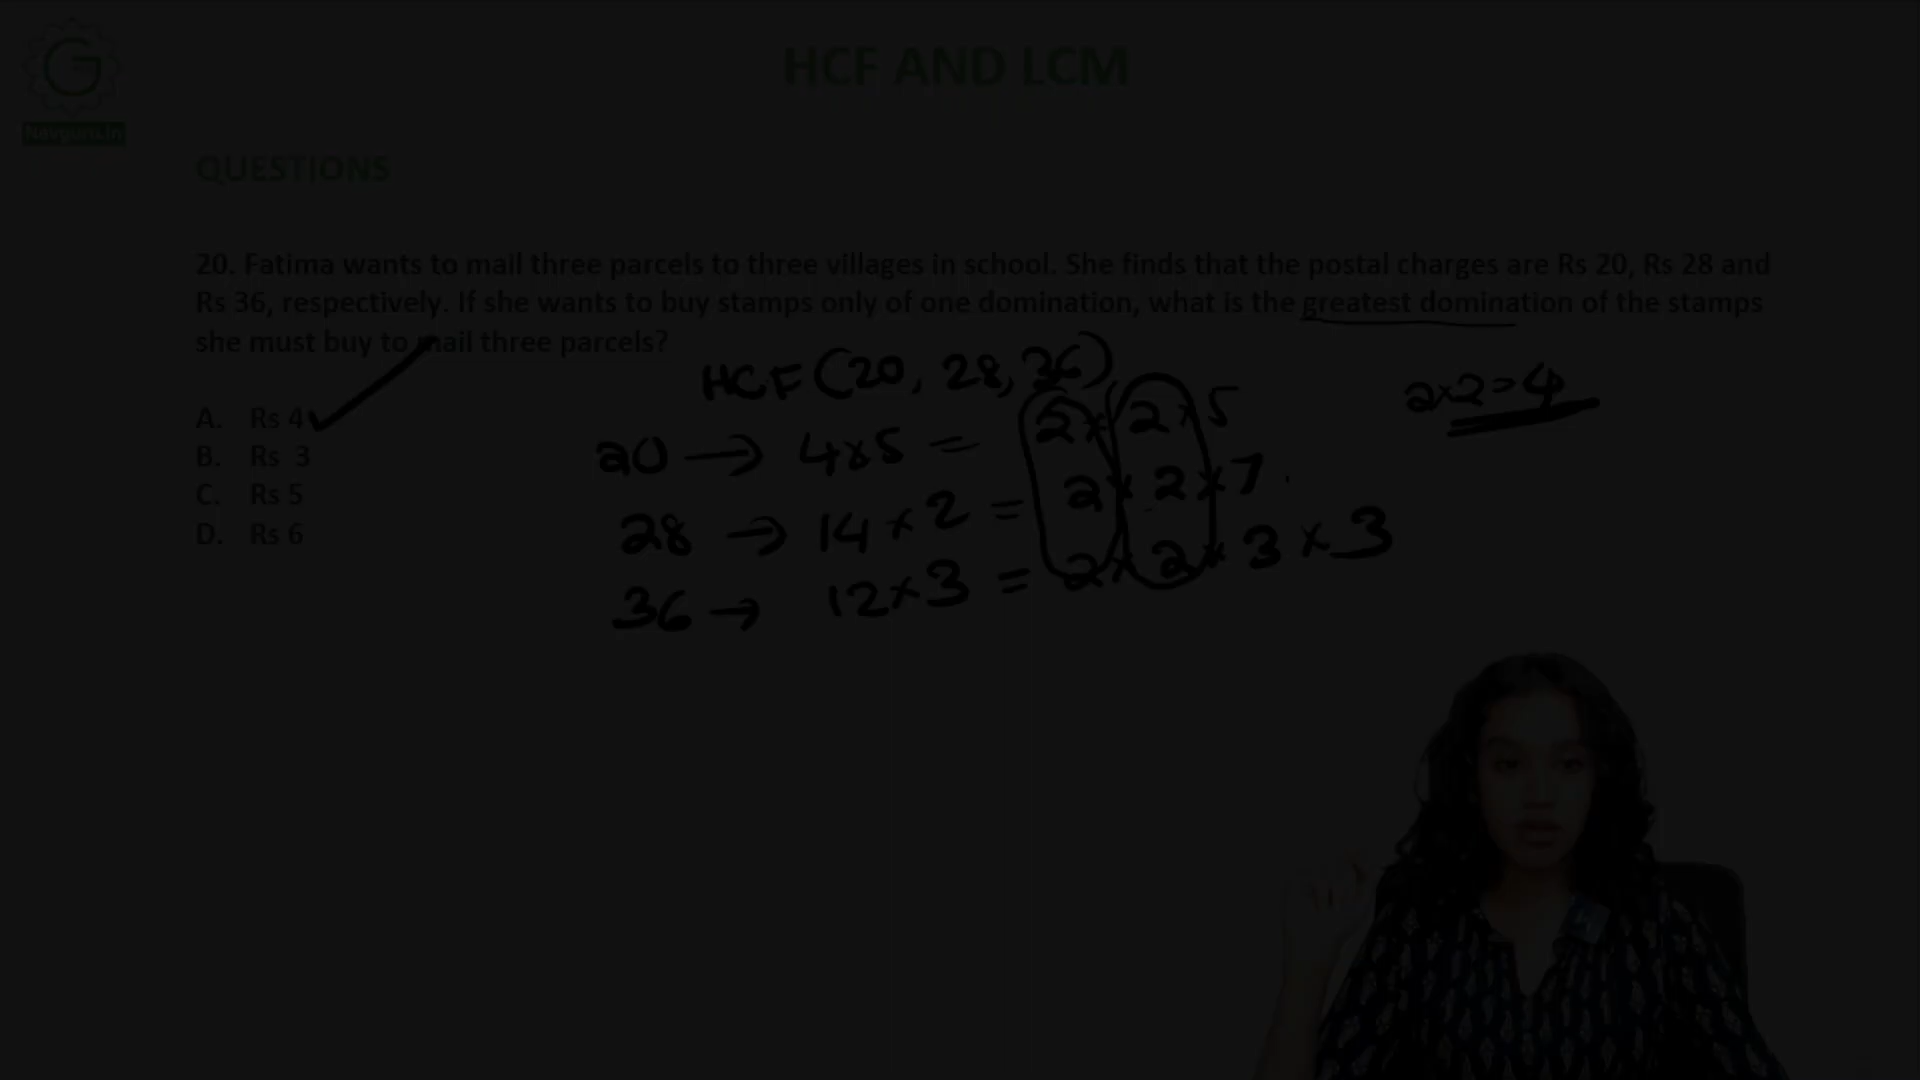 HCF AND LCM
Navguru.in
QUESTIONS
20. Fatima wants to mail three parcels to three villages in school. She finds that the postal charges are Rs 20, Rs 28 and
Rs 36, respectively. If she wants to buy stamps only of one domination, what is the greatest domination of the stamps
she must buy to mail three parcels?
HCF (20, 28, 36)
A. Rs 4
B. Rs 3
C. Rs 5
D. Rs 6
20 → 4×5 = 2×2×5
28 → 14×2 = 2×2×7
36 → 12×3 = 2×2×3×3
2×2=4